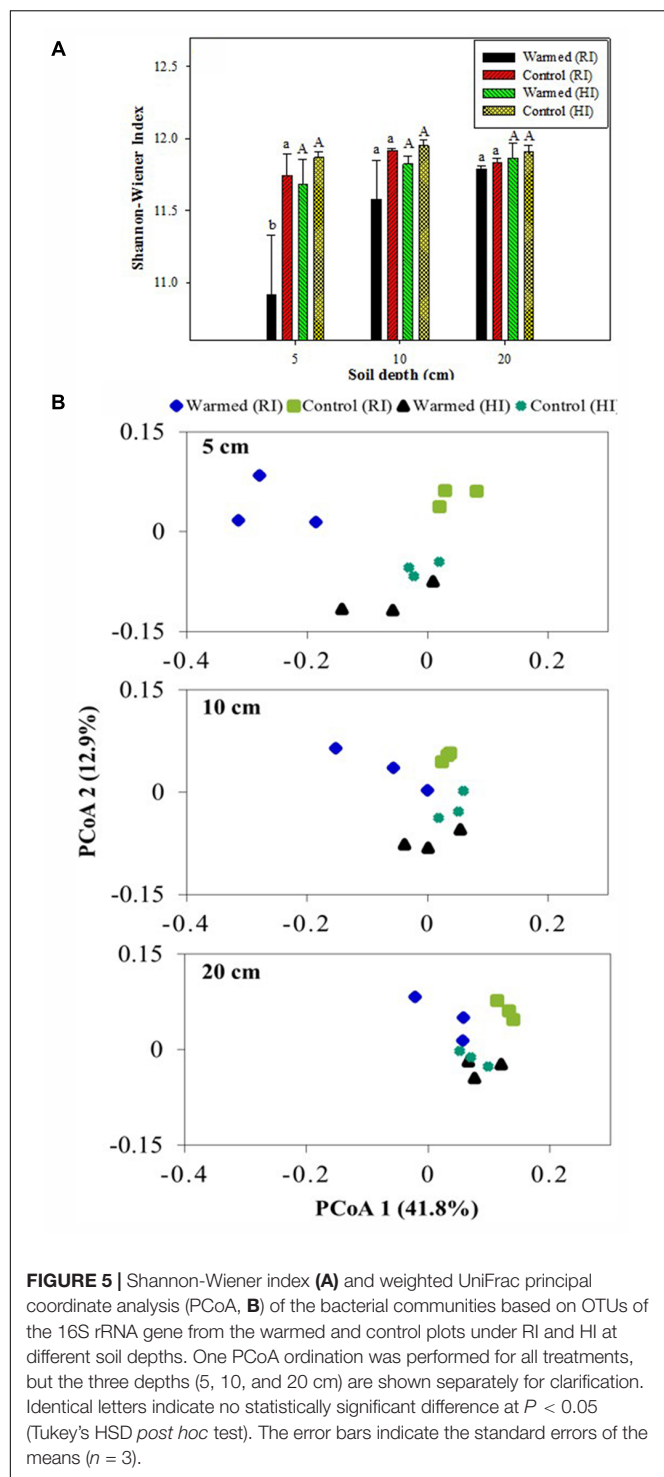 A
Warmed (RI)
Control (RI)
Warmed (HI)
Control (HI)
Shannon-Wiener Index
12.5
12.0
11.5
11.0
b a A A
a a A A
a a A A
5 10 20
Soil depth (cm)
B
Warmed (RI) Control (RI) Warmed (HI) Control (HI)
5 cm
0.15
0
-0.15
-0.4 -0.2 0 0.2
10 cm
0.15
0
-0.15
-0.4 -0.2 0 0.2
PCoA 2 (12.9%)
20 cm
0.15
0
-0.15
-0.4 -0.2 0 0.2
PCoA 1 (41.8%)
FIGURE 5 | Shannon-Wiener index (A) and weighted UniFrac principal
coordinate analysis (PCoA, B) of the bacterial communities based on OTUs of
the 16S rRNA gene from the warmed and control plots under RI and HI at
different soil depths. One PCoA ordination was performed for all treatments,
but the three depths (5, 10, and 20 cm) are shown separately for clarification.
Identical letters indicate no statistically significant difference at P < 0.05
(Tukey's HSD post hoc test). The error bars indicate the standard errors of the
means (n = 3).